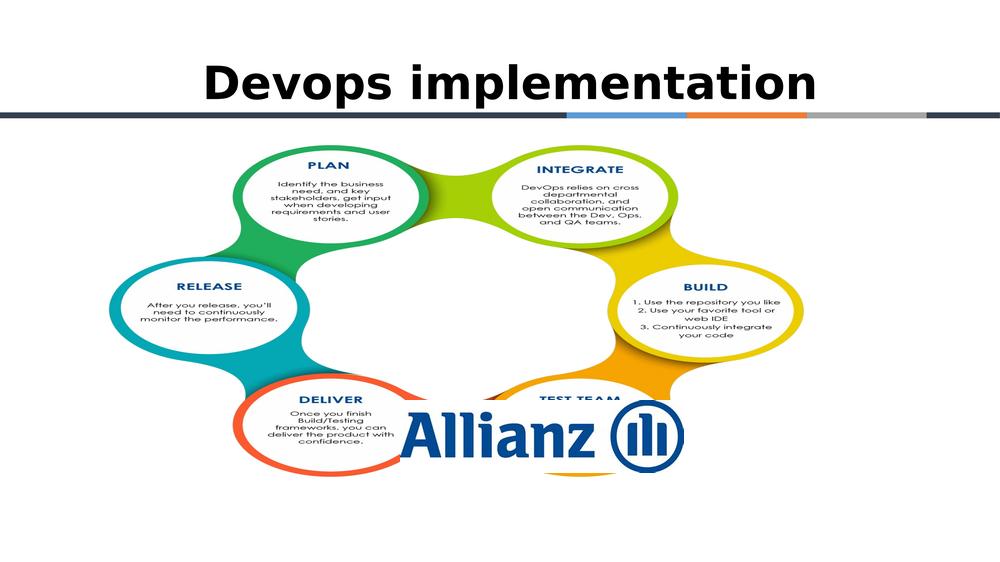 Devops implementation
PLAN
Identify the business
need, and key
stakeholders, get input
when developing
requirements and user
stories.
INTEGRATE
DevOps relies on cross
departmental
collaboration, and
open communication
between the Dev, Ops,
and QA teams.
RELEASE
After you release, you'll
need to continuously
monitor the performance.
BUILD
1. Use the repository you like
2. Use your favorite tool or
web IDE
3. Continuously integrate
your code
DELIVER
Once you finish
Build/Testing
frameworks, you can
deliver the product with
confidence.
TEST TEAM
Allianz